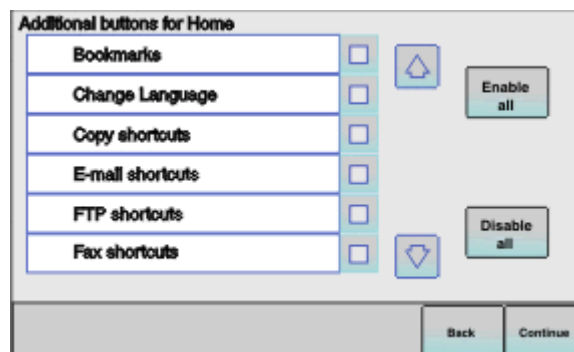 Additional buttons for Home
Bookmarks
Change Language
Copy shortcuts
E-mail shortcuts
FTP shortcuts
Fax shortcuts
Enable
all
Disable
all
Back
Continue